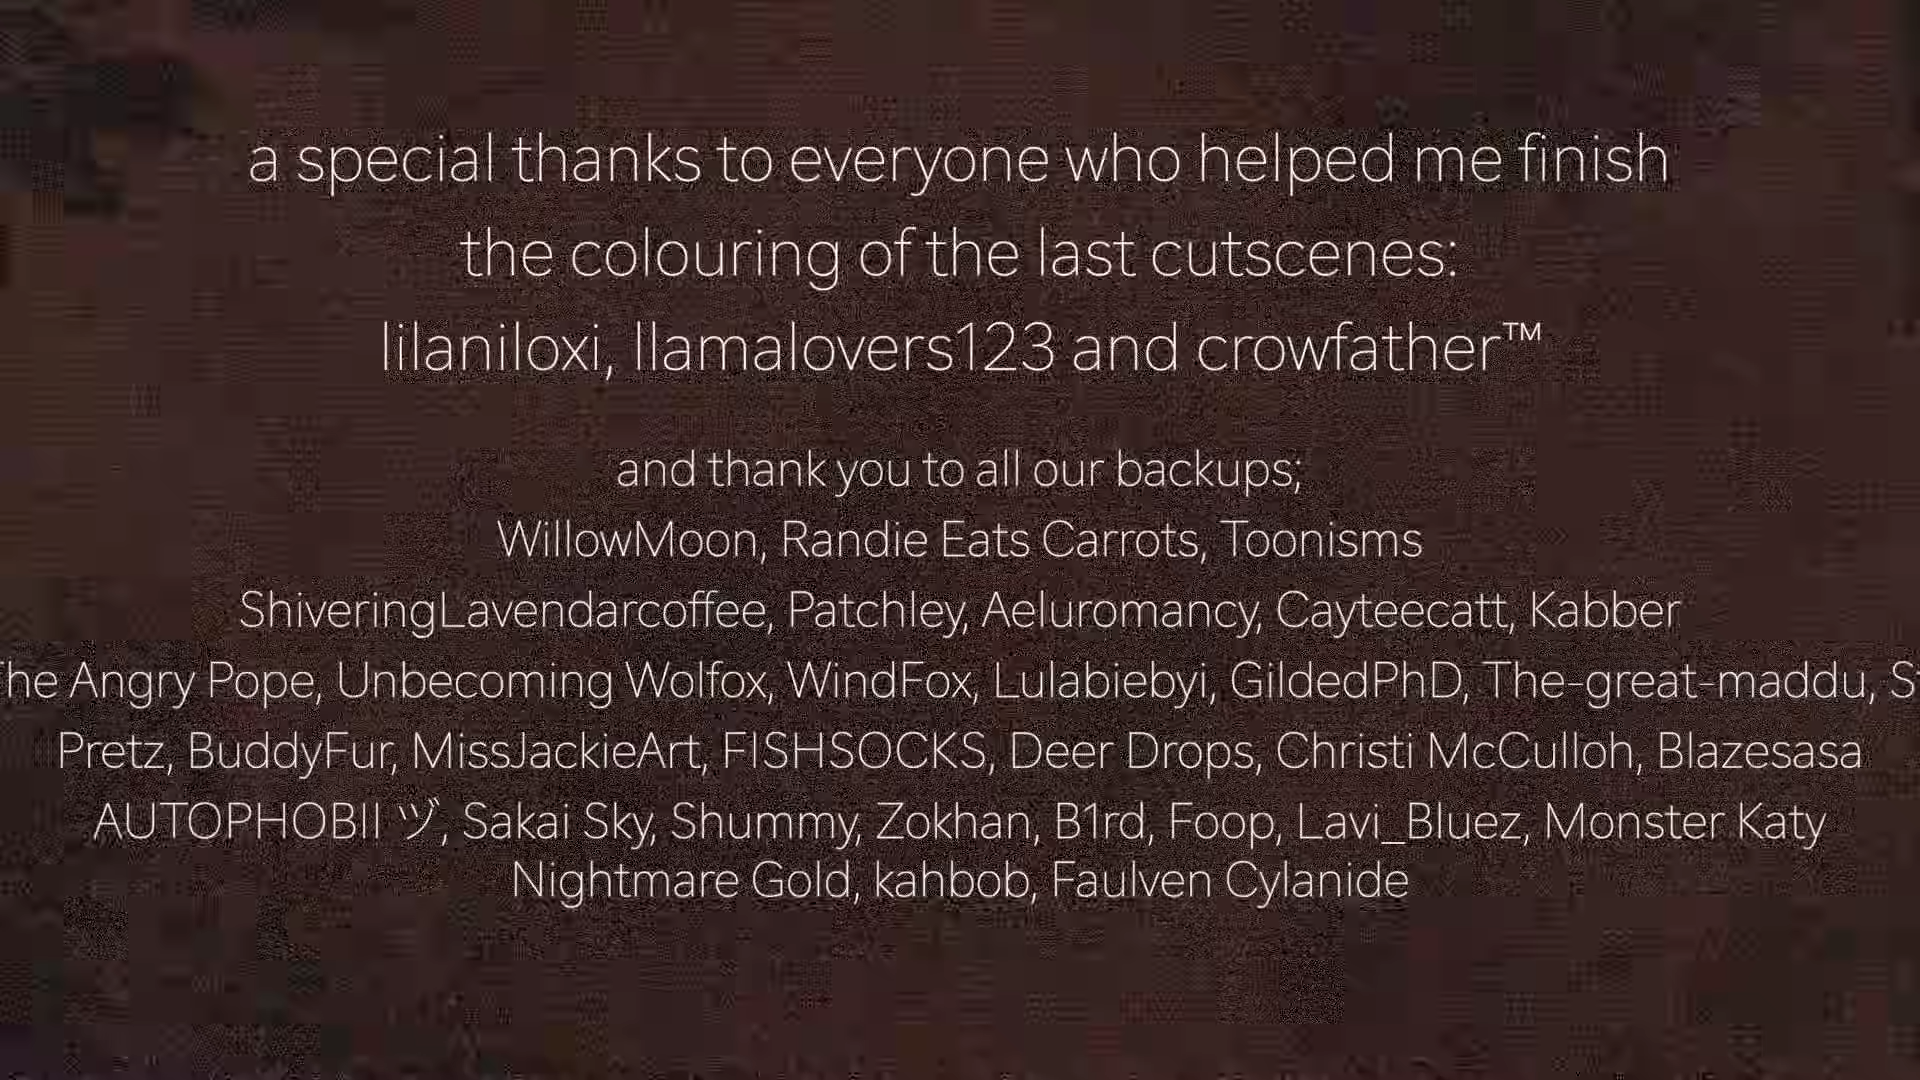 a special thanks to everyone who helped me finish
the colouring of the last cutscenes:
lilaniloxi, llamalovers123 and crowfather™
and thank you to all our backups;
WillowMoon, Randie Eats Carrots, Toonisms
ShiveringLavendarcoffee, Patchley, Aeluromancy, Cayteecatt, Kabber
Angry Pope, Unbecoming Wolfox, WindFox, Lulabiebyi, GildedPhD, The-great-maddu,
Pretz, BuddyFur, MissJackieArt, FISHSOCKS, Deer Drops, Christi McCulloh, Blazesasa
AUTOPHOBII ヅ, Sakai Sky, Shummy, Zokhan, B1rd, Foop, Lavi_Bluez, Monster Katy
Nightmare Gold, kahbob, Faulven Cylanide